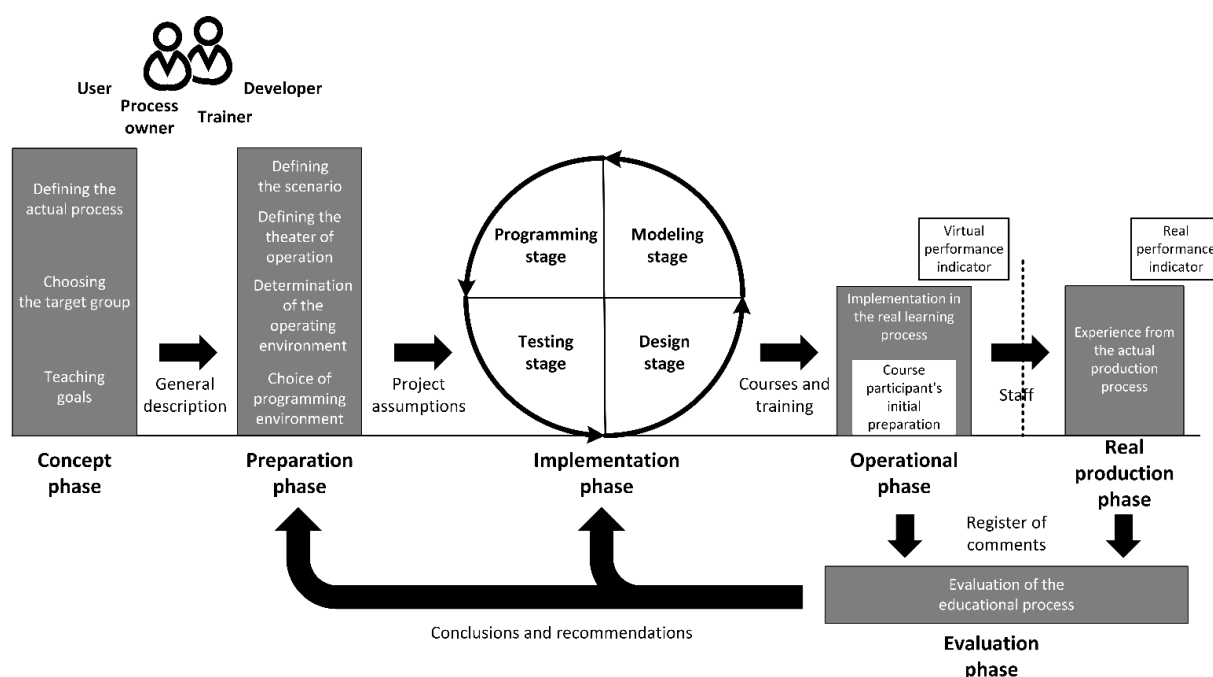 User
Process
owner
Trainer
Developer
Defining the
actual process
Choosing
the target group
Teaching
goals
General
description
Defining
the scenario
Defining the
theater of
operation
Determination
of the
operating
environment
Choice of
programming
environment
Project
assumptions
Programming
stage
Modeling
stage
Testing
stage
Design
stage
Courses and
training
Virtual
performance
indicator
Implementation in
the real learning
process
Course
participant's
initial
preparation
Staff
Real
performance
indicator
Experience from
the actual
production
process
Concept
phase
Preparation
phase
Implementation
phase
Operational
phase
Real
production
phase
Register of
comments
Evaluation of the
educational process
Conclusions and recommendations
Evaluation
phase